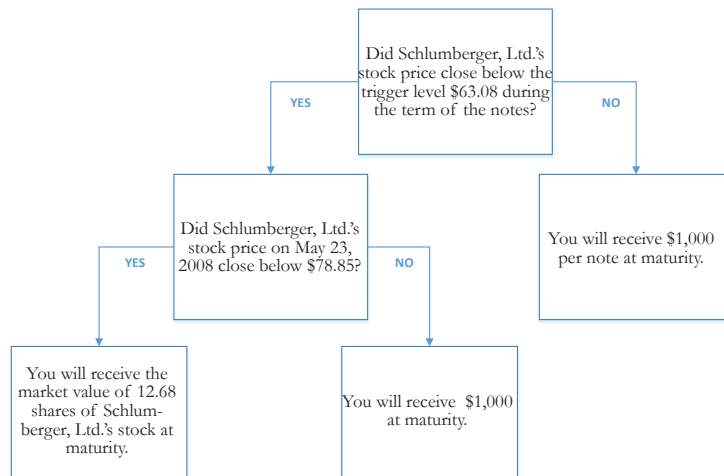 Did Schlumberger, Ltd.'s
stock price close below the
trigger level $63.08 during
the term of the notes?
YES
NO
Did Schlumberger, Ltd.'s
stock price on May 23,
2008 close below $78.85?
You will receive $1,000
per note at maturity.
YES
NO
You will receive the
market value of 12.68
shares of Schlum-
berger, Ltd.'s stock at
maturity.
You will receive $1,000
at maturity.